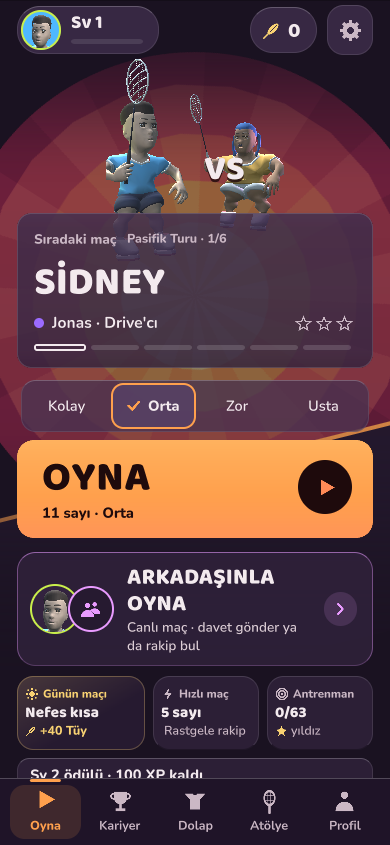 Sv 1
0
VS
Sıradaki maç Pasifik Turu · 1/6
SİDNEY
Jonas · Drive'cı
Kolay Orta Zor Usta
OYNA
11 sayı · Orta
ARKADAŞINLA
OYNA
Canlı maç · davet gönder ya
da rakip bul
Günün maçı
Nefes kısa
+40 Tüy
Hızlı maç
5 sayı
Rastgele rakip
Antrenman
0/63
yıldız
Sv 2 ödülü · 100 XP kaldı
Oyna Kariyer Dolap Atölye Profil